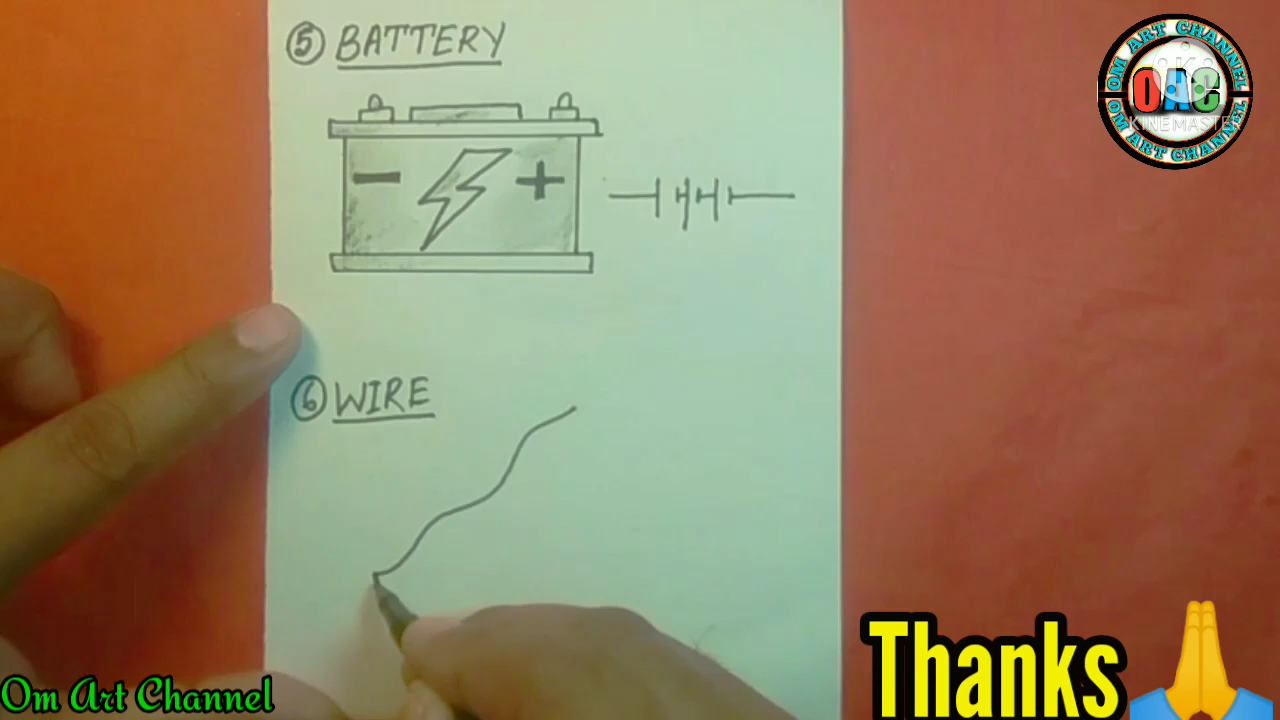 ⑤ BATTERY
− +
⑥ WIRE
OM ART CHANNEL
OAC
K
KINEMASTER
OM ART CHANNEL
Thanks 🙏
Om Art Channel